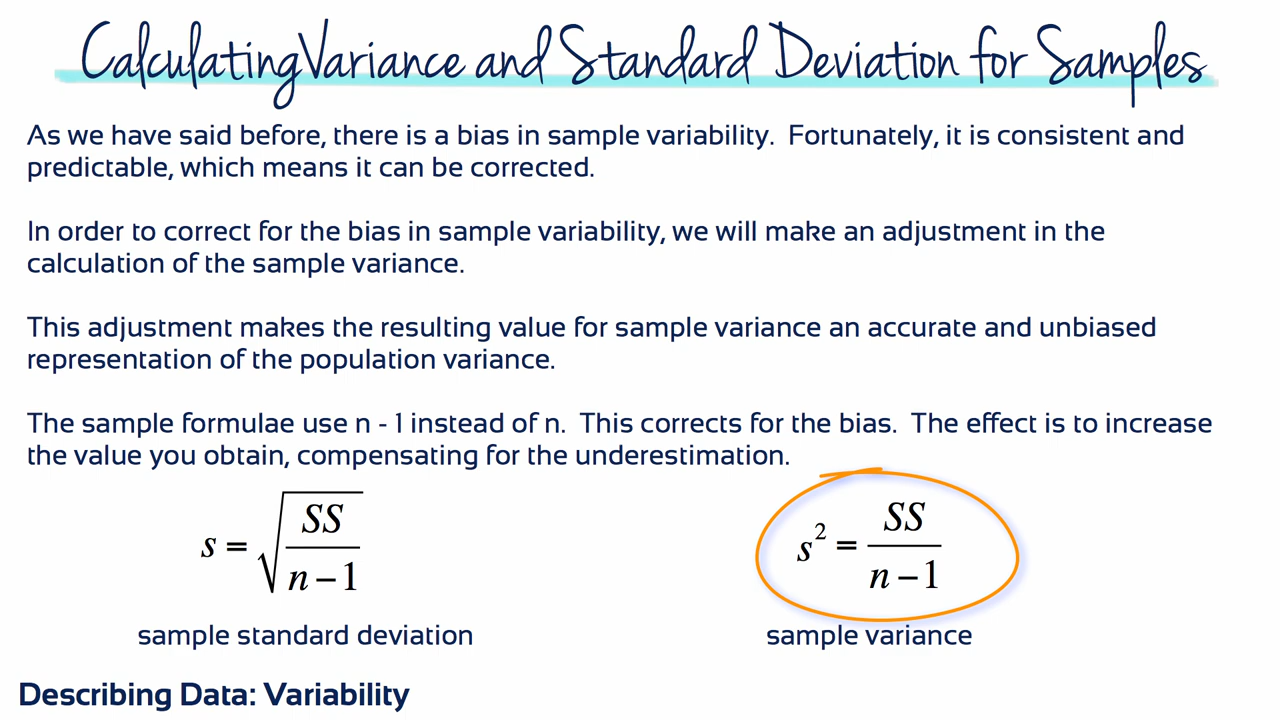 Calculating Variance and Standard Deviation for Samples
As we have said before, there is a bias in sample variability. Fortunately, it is consistent and
predictable, which means it can be corrected.
In order to correct for the bias in sample variability, we will make an adjustment in the
calculation of the sample variance.
This adjustment makes the resulting value for sample variance an accurate and unbiased
representation of the population variance.
The sample formulae use n - 1 instead of n. This corrects for the bias. The effect is to increase
the value you obtain, compensating for the underestimation.
s = √(SS / (n – 1))
sample standard deviation
s² = SS / (n – 1)
sample variance
Describing Data: Variability